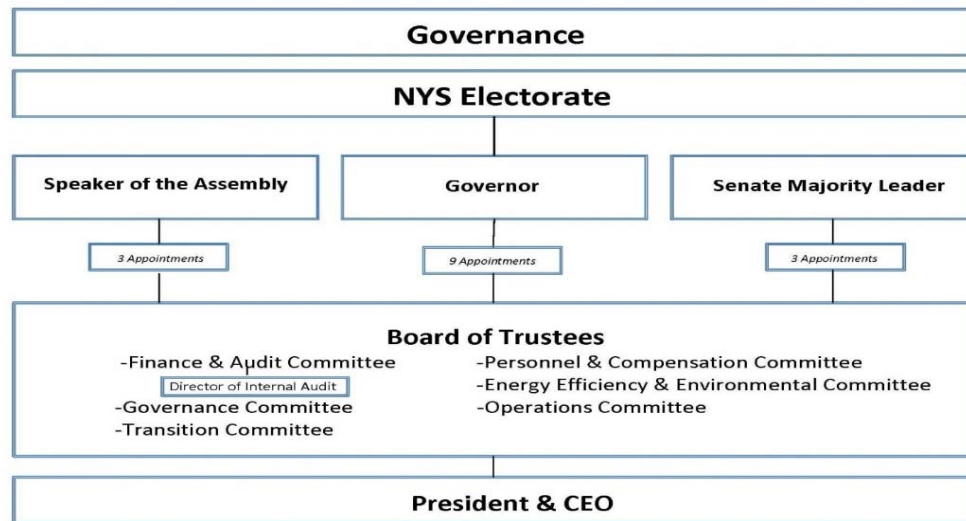 Governance
NYS Electorate
Speaker of the Assembly
Governor
Senate Majority Leader
3 Appointments
9 Appointments
3 Appointments
Board of Trustees
-Finance & Audit Committee
Director of Internal Audit
-Governance Committee
-Transition Committee
-Personnel & Compensation Committee
-Energy Efficiency & Environmental Committee
-Operations Committee
President & CEO